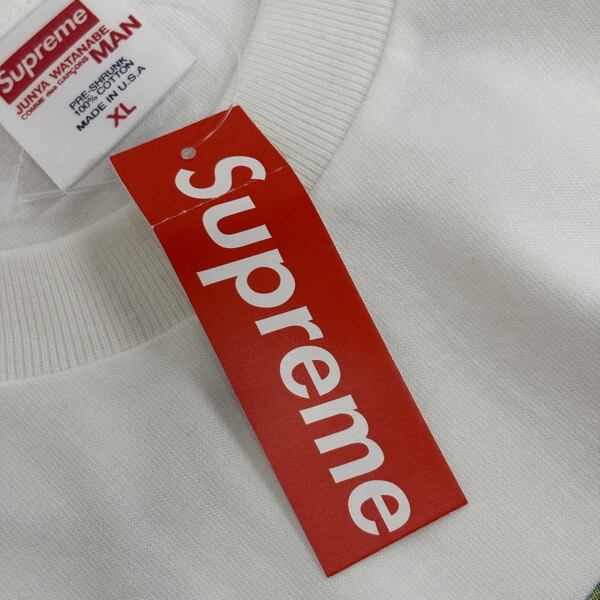 Supreme
JUNYA WATANABE
COMME des GARÇONS MAN
PRE-SHRUNK
100% COTTON
MADE IN U.S.A
XL
Supreme